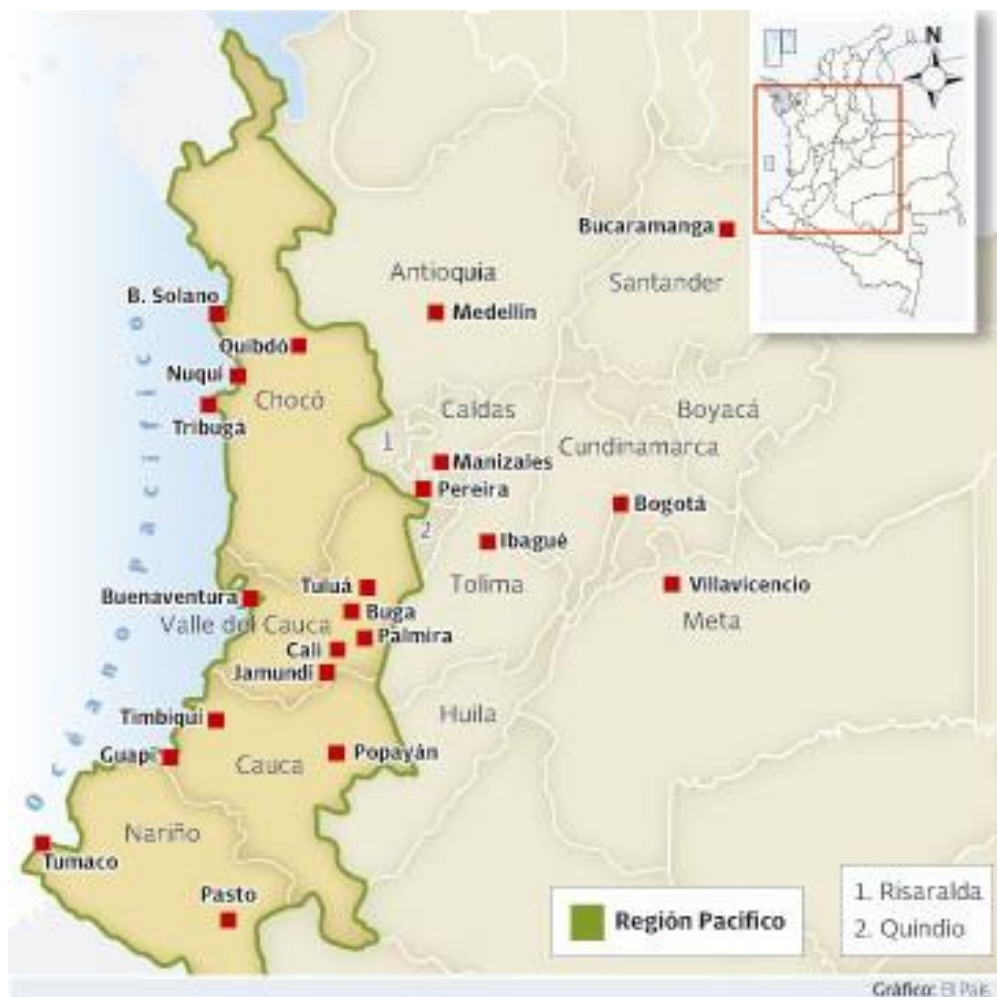 N
Bucaramanga
Antioquia
Santander
B. Solano
Medellín
Quibdó
Nuquí
Chocó
Caldas
Boyacá
Tribugá
1
Cundinamarca
Manizales
Pereira
Bogotá
2
Ibagué
Tuluá
Tolima
Villavicencio
Buenaventura
Buga
Valle del Cauca
Meta
Palmira
Cali
Jamundí
Timbiquí
Huila
Guapi
Popayán
Cauca
Océano Pacífico
Nariño
Tumaco
Pasto
Región Pacífico
1. Risaralda
2. Quindio
Gráfico: El País